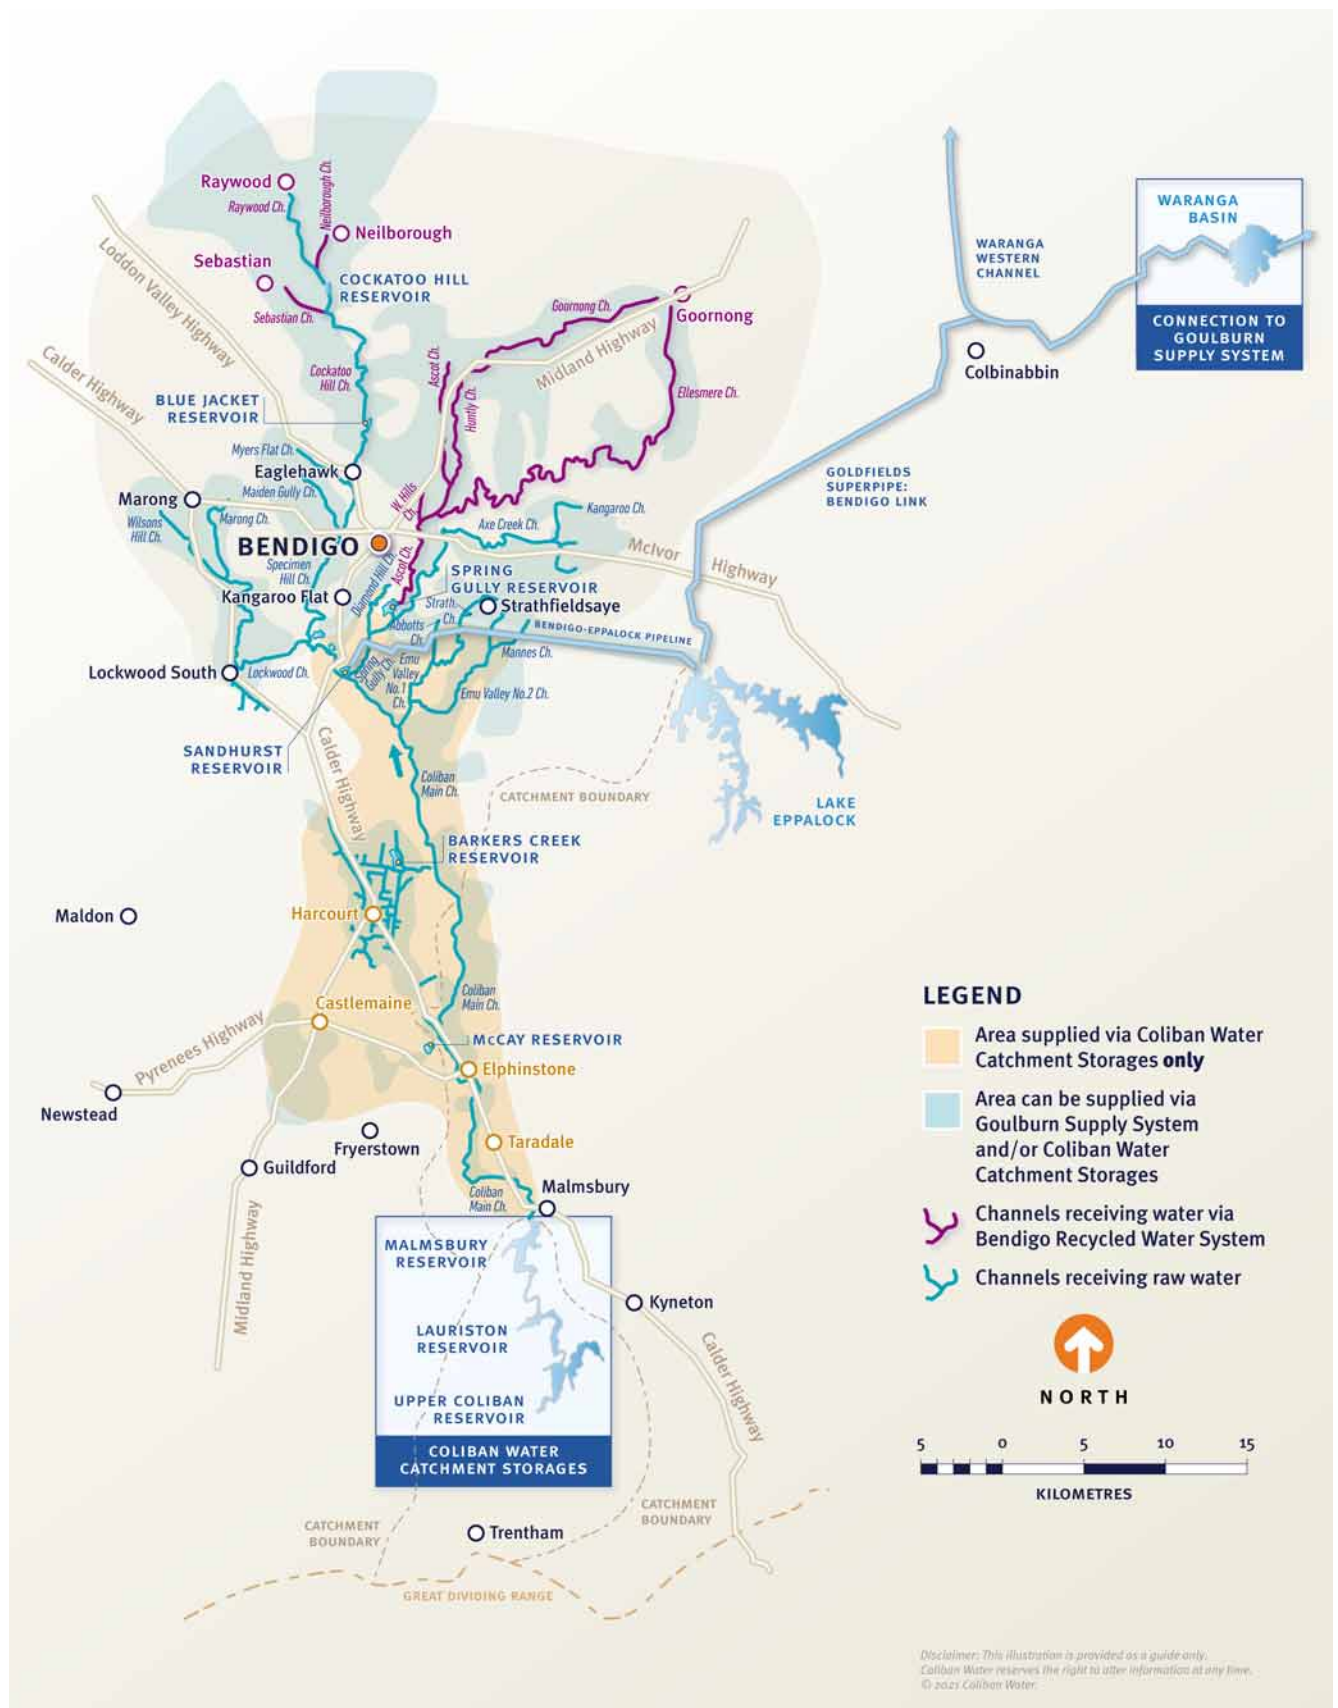 Raywood
Raywood Ch.
Neilborough Ch.
Neilborough
Sebastian
Sebastian Ch.
COCKATOO HILL
RESERVOIR
Loddon Valley Highway
Calder Highway
Cockatoo
Hill Ch.
BLUE JACKET
RESERVOIR
Goornong Ch.
Goornong
Midland Highway
Ascot Ch.
Huntly Ch.
Ellesmere Ch.
WARANGA
WESTERN
CHANNEL
WARANGA
BASIN
CONNECTION TO
GOULBURN
SUPPLY SYSTEM
Colbinabbin
GOLDFIELDS
SUPERPIPE:
BENDIGO LINK
Myers Flat Ch.
Eaglehawk
Maiden Gully Ch.
Marong
Marong Ch.
Wilsons
Hill Ch.
W. Hills
Ch.
Kangaroo Ch.
Axe Creek Ch.
McIvor Highway
BENDIGO
Specimen
Hill Ch.
Diamond Hill Ch.
Ascot Ch.
SPRING
GULLY RESERVOIR
Kangaroo Flat
Strath.
Ch.
Strathfieldsaye
Abbotts
Ch.
BENDIGO-EPPALOCK PIPELINE
Mannes Ch.
Spring
Gully Ch.
Emu
Valley
No.1
Ch.
Emu Valley No.2 Ch.
Lockwood South
Lockwood Ch.
SANDHURST
RESERVOIR
Calder Highway
Coliban
Main Ch.
CATCHMENT BOUNDARY
LAKE
EPPALOCK
BARKERS CREEK
RESERVOIR
Maldon
Harcourt
Coliban
Main Ch.
Castlemaine
Pyrenees Highway
McCAY RESERVOIR
Elphinstone
Newstead
Fryerstown
Taradale
Guildford
Midland Highway
Coliban
Main Ch.
Malmsbury
MALMSBURY
RESERVOIR
LAURISTON
RESERVOIR
UPPER COLIBAN
RESERVOIR
COLIBAN WATER
CATCHMENT STORAGES
Kyneton
Calder Highway
CATCHMENT
BOUNDARY
CATCHMENT
BOUNDARY
Trentham
GREAT DIVIDING RANGE
LEGEND
Area supplied via Coliban Water
Catchment Storages only
Area can be supplied via
Goulburn Supply System
and/or Coliban Water
Catchment Storages
Channels receiving water via
Bendigo Recycled Water System
Channels receiving raw water
NORTH
5 0 5 10 15
KILOMETRES
Disclaimer: This illustration is provided as a guide only.
Coliban Water reserves the right to alter information at any time.
© 2021 Coliban Water.